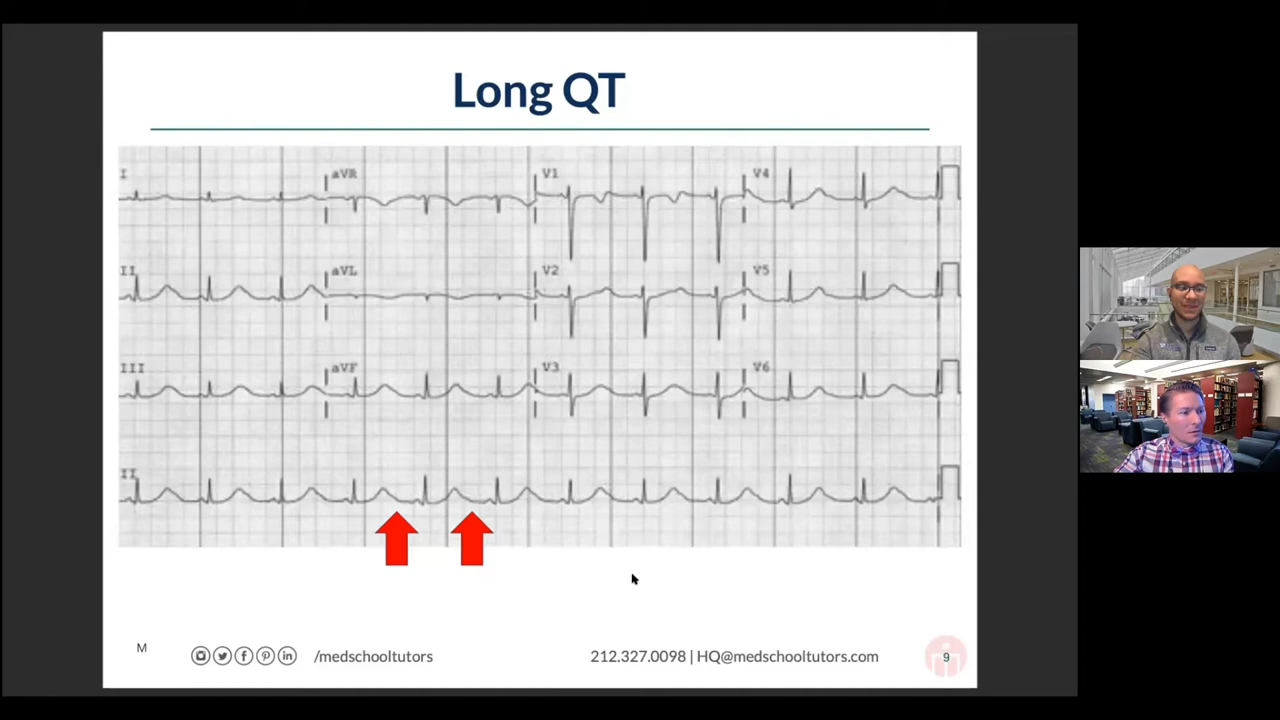 Long QT
I aVR V1 V4
II aVL V2 V5
III aVF V3 V6
II
M /medschooltutors 212.327.0098 | HQ@medschooltutors.com 9